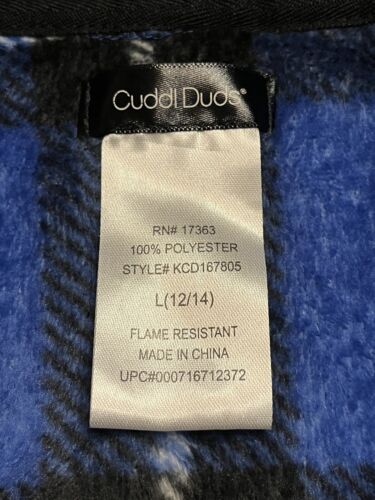 Cuddl Duds®
RN# 17363
100% POLYESTER
STYLE# KCD167805
L(12/14)
FLAME RESISTANT
MADE IN CHINA
UPC#000716712372